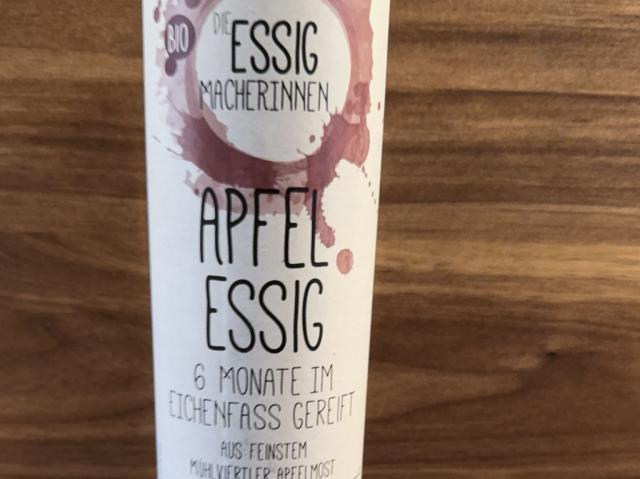 BIO
DIE
ESSIG
MACHERINNEN
APFEL
ESSIG
6 MONATE IM
EICHENFASS GEREIFT
AUS FEINSTEM
MÜHLVIERTLER APFELMOST